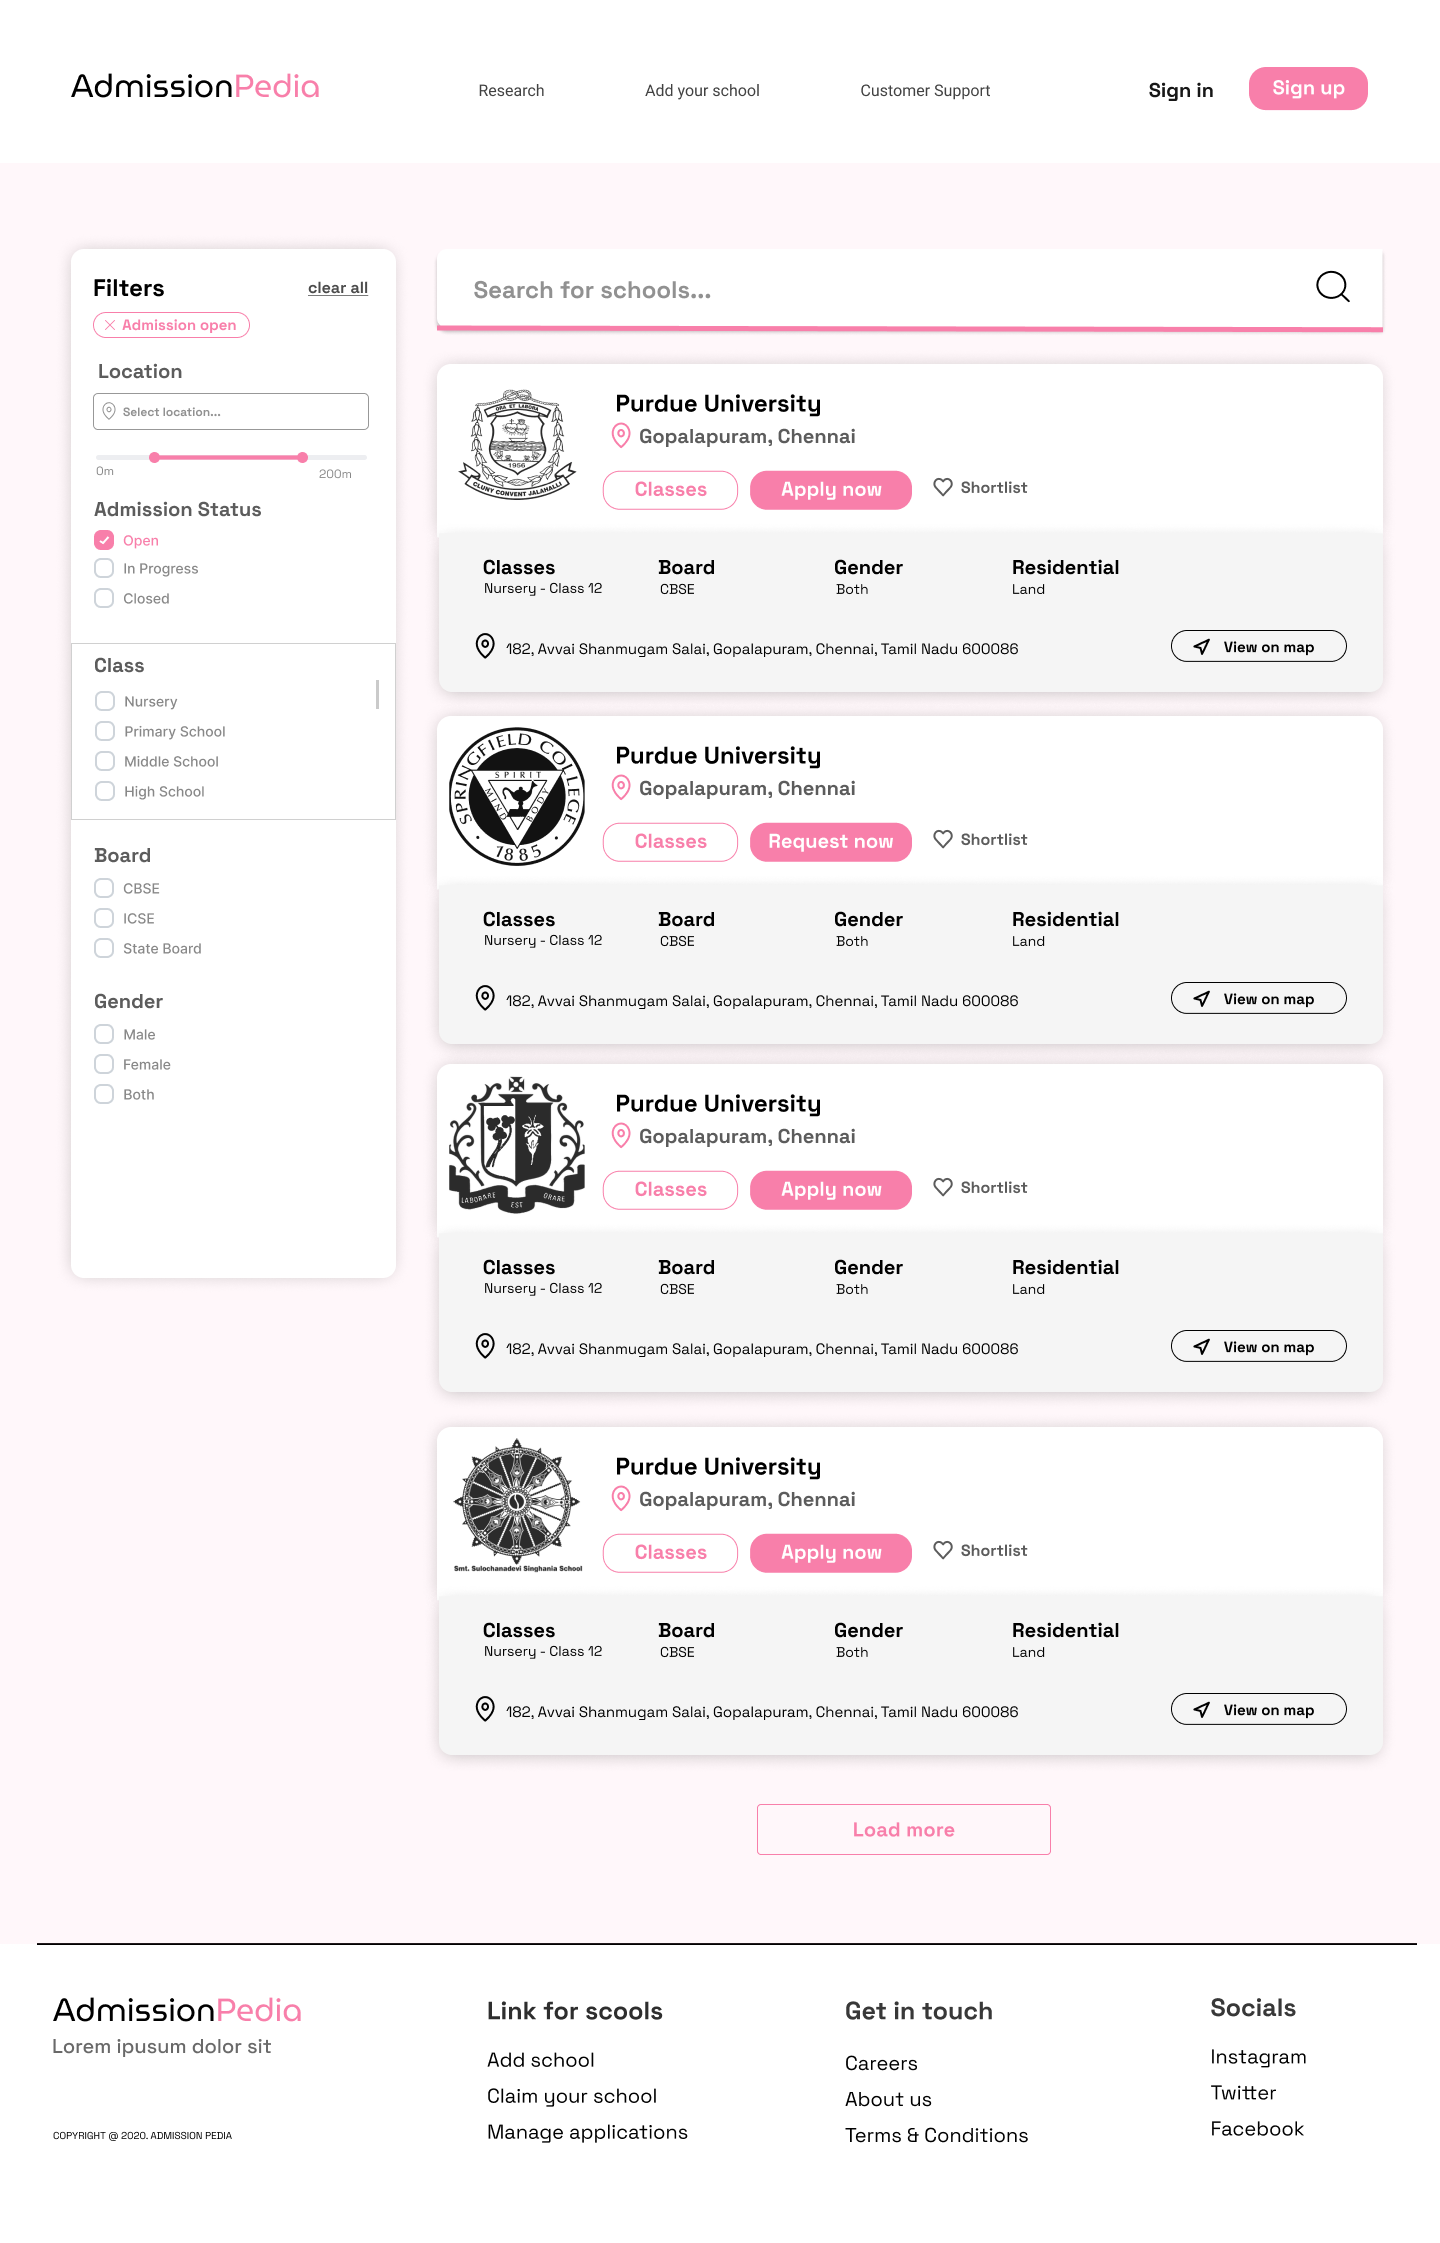 AdmissionPedia
Research
Add your school
Customer Support
Sign in
Sign up
Filters
clear all
Admission open
Location
Select location...
0m
200m
Admission Status
Open
In Progress
Closed
Class
Nursery
Primary School
Middle School
High School
Board
CBSE
ICSE
State Board
Gender
Male
Female
Both
Search for schools...
ORA ET LABORA
1956
CLUNY CONVENT JALAHALLI
Purdue University
Gopalapuram, Chennai
Classes
Apply now
Shortlist
Classes
Board
Gender
Residential
Nursery - Class 12
CBSE
Both
Land
182, Avvai Shanmugam Salai, Gopalapuram, Chennai, Tamil Nadu 600086
View on map
SPRINGFIELD COLLEGE
SPIRIT
MIND
BODY
1885
Purdue University
Gopalapuram, Chennai
Classes
Request now
Shortlist
Classes
Board
Gender
Residential
Nursery - Class 12
CBSE
Both
Land
182, Avvai Shanmugam Salai, Gopalapuram, Chennai, Tamil Nadu 600086
View on map
LABORARE EST ORARE
Purdue University
Gopalapuram, Chennai
Classes
Apply now
Shortlist
Classes
Board
Gender
Residential
Nursery - Class 12
CBSE
Both
Land
182, Avvai Shanmugam Salai, Gopalapuram, Chennai, Tamil Nadu 600086
View on map
Smt. Sulochanadevi Singhania School
Purdue University
Gopalapuram, Chennai
Classes
Apply now
Shortlist
Classes
Board
Gender
Residential
Nursery - Class 12
CBSE
Both
Land
182, Avvai Shanmugam Salai, Gopalapuram, Chennai, Tamil Nadu 600086
View on map
Load more
AdmissionPedia
Lorem ipusum dolor sit
COPYRIGHT @ 2020. ADMISSION PEDIA
Link for scools
Add school
Claim your school
Manage applications
Get in touch
Careers
About us
Terms & Conditions
Socials
Instagram
Twitter
Facebook